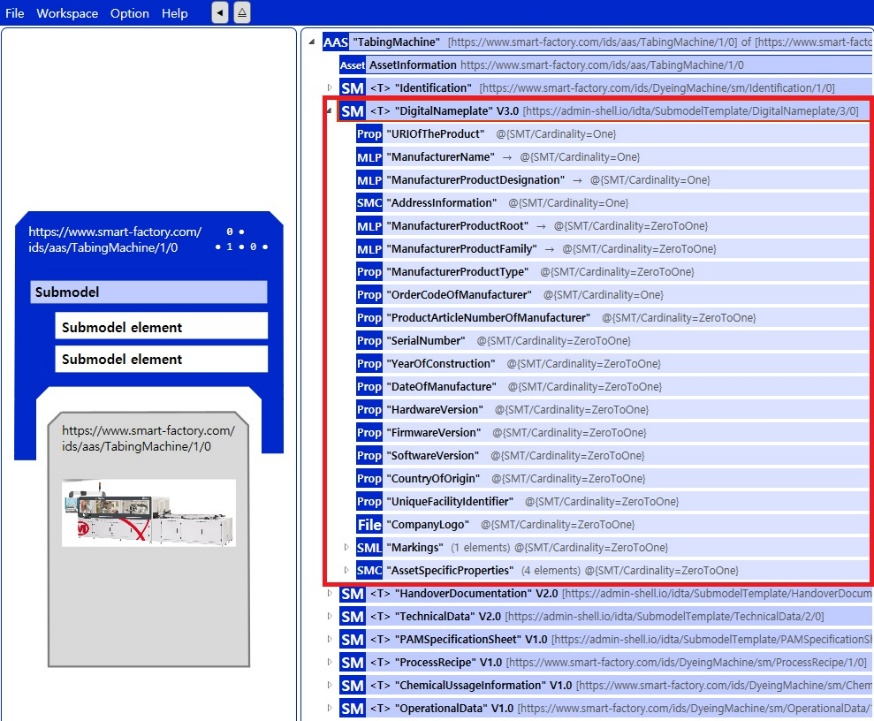 File Workspace Option Help
https://www.smart-factory.com/
ids/aas/TabingMachine/1/0
0
1 0
Submodel
Submodel element
Submodel element
https://www.smart-factory.com/
ids/aas/TabingMachine/1/0
AAS "TabingMachine" [https://www.smart-factory.com/ids/aas/TabingMachine/1/0] of [https://www.smart-factc
Asset AssetInformation https://www.smart-factory.com/ids/aas/TabingMachine/1/0
SM <T> "Identification" [https://www.smart-factory.com/ids/DyeingMachine/sm/Identification/1/0]
SM <T> "DigitalNameplate" V3.0 [https://admin-shell.io/idta/SubmodelTemplate/DigitalNameplate/3/0]
Prop "URIOfTheProduct" @{SMT/Cardinality=One}
MLP "ManufacturerName" → @{SMT/Cardinality=One}
MLP "ManufacturerProductDesignation" → @{SMT/Cardinality=One}
SMC "AddressInformation" @{SMT/Cardinality=One}
MLP "ManufacturerProductRoot" → @{SMT/Cardinality=ZeroToOne}
MLP "ManufacturerProductFamily" → @{SMT/Cardinality=ZeroToOne}
Prop "ManufacturerProductType" @{SMT/Cardinality=ZeroToOne}
Prop "OrderCodeOfManufacturer" @{SMT/Cardinality=One}
Prop "ProductArticleNumberOfManufacturer" @{SMT/Cardinality=ZeroToOne}
Prop "SerialNumber" @{SMT/Cardinality=ZeroToOne}
Prop "YearOfConstruction" @{SMT/Cardinality=ZeroToOne}
Prop "DateOfManufacture" @{SMT/Cardinality=ZeroToOne}
Prop "HardwareVersion" @{SMT/Cardinality=ZeroToOne}
Prop "FirmwareVersion" @{SMT/Cardinality=ZeroToOne}
Prop "SoftwareVersion" @{SMT/Cardinality=ZeroToOne}
Prop "CountryOfOrigin" @{SMT/Cardinality=ZeroToOne}
Prop "UniqueFacilityIdentifier" @{SMT/Cardinality=ZeroToOne}
File "CompanyLogo" @{SMT/Cardinality=ZeroToOne}
SML "Markings" (1 elements) @{SMT/Cardinality=ZeroToOne}
SMC "AssetSpecificProperties" (4 elements) @{SMT/Cardinality=ZeroToOne}
SM <T> "HandoverDocumentation" V2.0 [https://admin-shell.io/idta/SubmodelTemplate/HandoverDocum
SM <T> "TechnicalData" V2.0 [https://admin-shell.io/idta/SubmodelTemplate/TechnicalData/2/0]
SM <T> "PAMSpecificationSheet" V1.0 [https://admin-shell.io/idta/SubmodelTemplate/PAMSpecificationSh
SM <T> "ProcessRecipe" V1.0 [https://www.smart-factory.com/ids/DyeingMachine/sm/ProcessRecipe/1/0]
SM <T> "ChemicalUssageInformation" V1.0 [https://www.smart-factory.com/ids/DyeingMachine/sm/Chem
SM <T> "OperationalData" V1.0 [https://www.smart-factory.com/ids/DyeingMachine/sm/OperationalData/